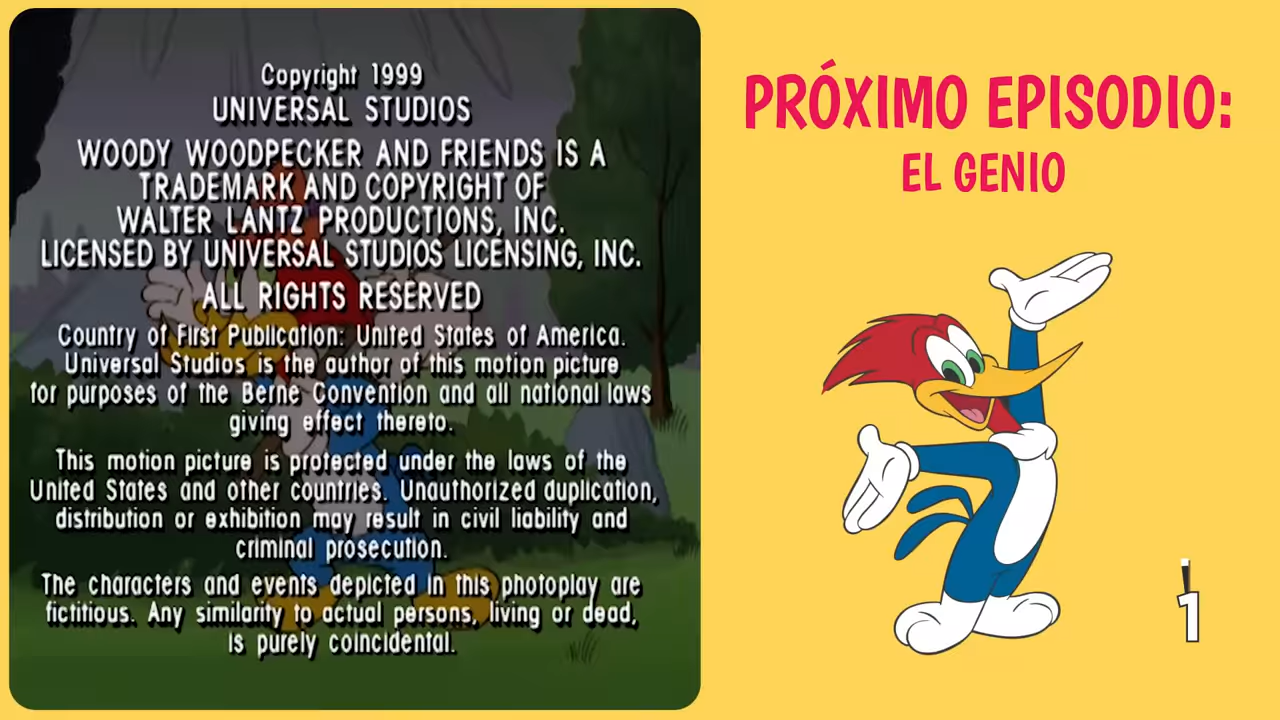 Copyright 1999
UNIVERSAL STUDIOS
WOODY WOODPECKER AND FRIENDS IS A
TRADEMARK AND COPYRIGHT OF
WALTER LANTZ PRODUCTIONS, INC.
LICENSED BY UNIVERSAL STUDIOS LICENSING, INC.
ALL RIGHTS RESERVED
Country of First Publication: United States of America.
Universal Studios is the author of this motion picture
for purposes of the Berne Convention and all national laws
giving effect thereto.
This motion picture is protected under the laws of the
United States and other countries. Unauthorized duplication,
distribution or exhibition may result in civil liability and
criminal prosecution.
The characters and events depicted in this photoplay are
fictitious. Any similarity to actual persons, living or dead,
is purely coincidental.
PRÓXIMO EPISODIO:
EL GENIO
1